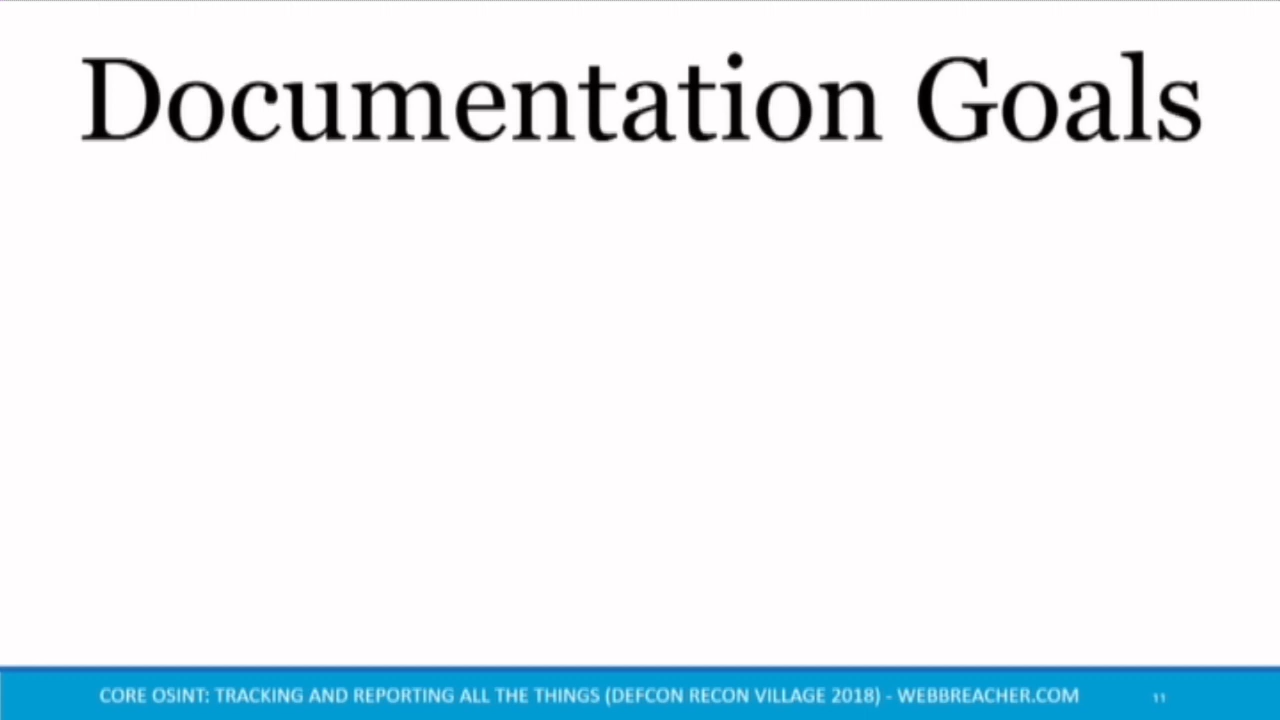 Documentation Goals
CORE OSINT: TRACKING AND REPORTING ALL THE THINGS (DEFCON RECON VILLAGE 2018) - WEBBREACHER.COM
11